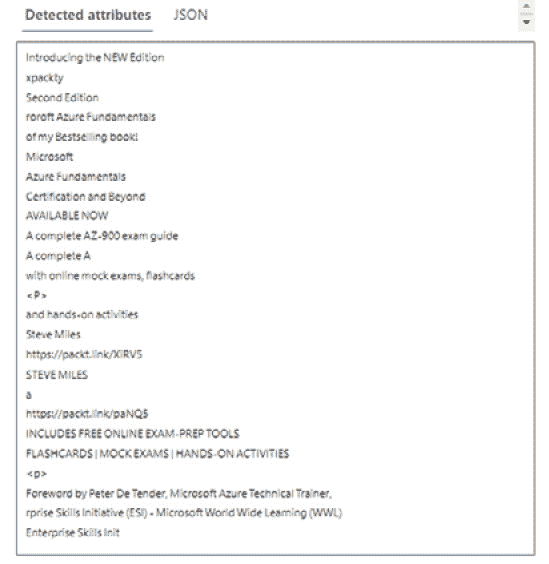 Detected attributes JSON
Introducing the NEW Edition
xpackty
Second Edition
roroft Azure Fundamentals
of my Bestselling book!
Microsoft
Azure Fundamentals
Certification and Beyond
AVAILABLE NOW
A complete AZ-900 exam guide
A complete A
with online mock exams, flashcards
<P>
and hands-on activities
Steve Miles
https://packt.link/XlRV5
STEVE MILES
a
https://packt.link/paNQS
INCLUDES FREE ONLINE EXAM-PREP TOOLS
FLASHCARDS | MOCK EXAMS | HANDS-ON ACTIVITIES
<p>
Foreword by Peter De Tender, Microsoft Azure Technical Trainer,
rprise Skills Initiative (ESI) - Microsoft World Wide Learning (WWL)
Enterprise Skills Init